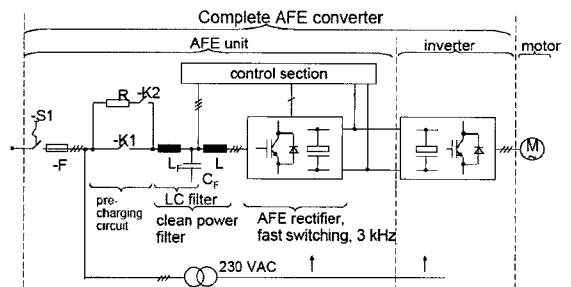 Complete AFE converter
AFE unit
inverter
motor
control section
R
-K2
-S1
-K1
-F
L_F
L
C_F
M
pre-
charging
circuit
LC filter
clean power
filter
AFE rectifier,
fast switching, 3 kHz
230 VAC